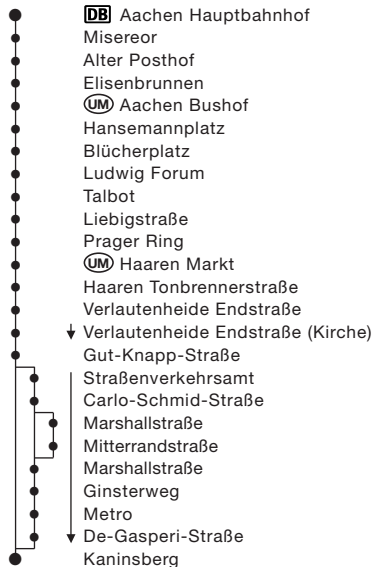 DB Aachen Hauptbahnhof
Misereor
Alter Posthof
Elisenbrunnen
UM Aachen Bushof
Hansemannplatz
Blücherplatz
Ludwig Forum
Talbot
Liebigstraße
Prager Ring
UM Haaren Markt
Haaren Tonbrennerstraße
Verlautenheide Endstraße
Verlautenheide Endstraße (Kirche)
Gut-Knapp-Straße
Straßenverkehrsamt
Carlo-Schmid-Straße
Marshallstraße
Mitterrandstraße
Marshallstraße
Ginsterweg
Metro
De-Gasperi-Straße
Kaninsberg